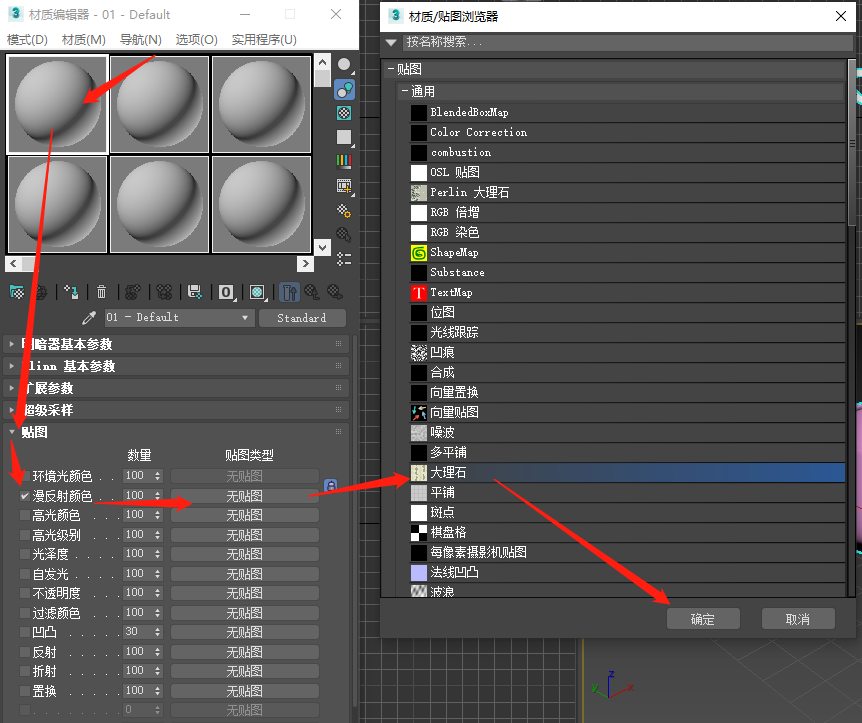 材质编辑器 - 01 - Default
模式(D) 材质(M) 导航(N) 选项(O) 实用程序(U)
01 - Default
Standard
明暗器基本参数
Blinn 基本参数
扩展参数
超级采样
贴图
数量 贴图类型
环境光颜色 . . 100 无贴图
漫反射颜色 . . 100 无贴图
高光颜色 . . . 100 无贴图
高光级别 . . . 100 无贴图
光泽度 . . . . 100 无贴图
自发光 . . . . 100 无贴图
不透明度 . . . 100 无贴图
过滤颜色 . . . 100 无贴图
凹凸 . . . . . 30 无贴图
反射 . . . . . 100 无贴图
折射 . . . . . 100 无贴图
置换 . . . . . 100 无贴图
. . . . . . . . 0 无贴图
材质/贴图浏览器
按名称搜索...
- 贴图
- 通用
BlendedBoxMap
Color Correction
combustion
OSL 贴图
Perlin 大理石
RGB 倍增
RGB 染色
ShapeMap
Substance
TextMap
位图
光线跟踪
凹痕
合成
向量置换
向量贴图
噪波
多平铺
大理石
平铺
斑点
棋盘格
每像素摄影机贴图
法线凹凸
波浪
确定 取消
z
x
y